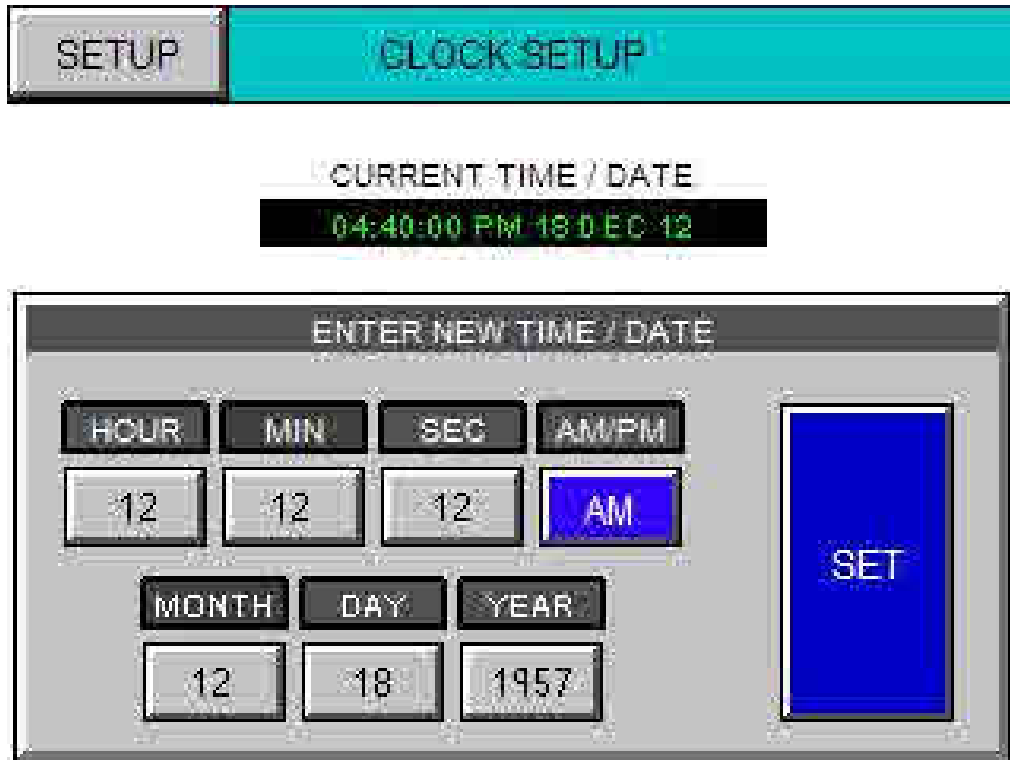 SETUP CLOCK SETUP
CURRENT TIME / DATE
04:40:00 PM 18 DEC 12
ENTER NEW TIME / DATE
HOUR MIN SEC AM/PM
12 12 12 AM
SET
MONTH DAY YEAR
12 18 1957